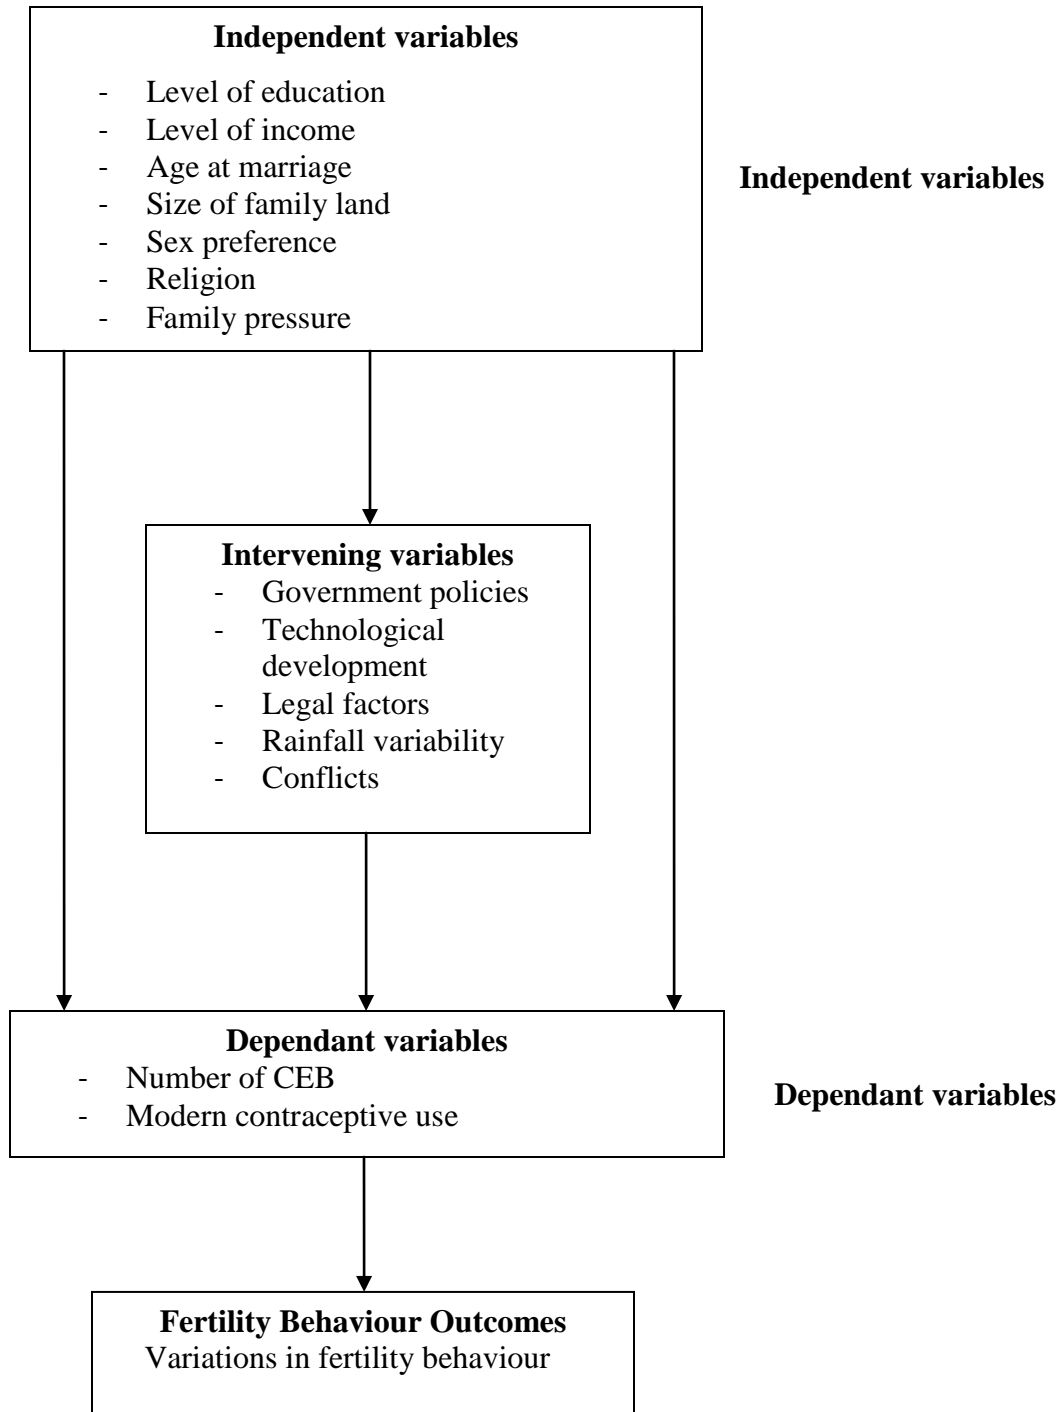 Independent variables
- Level of education
- Level of income
- Age at marriage
- Size of family land
- Sex preference
- Religion
- Family pressure
Independent variables
Intervening variables
- Government policies
- Technological
development
- Legal factors
- Rainfall variability
- Conflicts
Dependant variables
- Number of CEB
- Modern contraceptive use
Dependant variables
Fertility Behaviour Outcomes
Variations in fertility behaviour